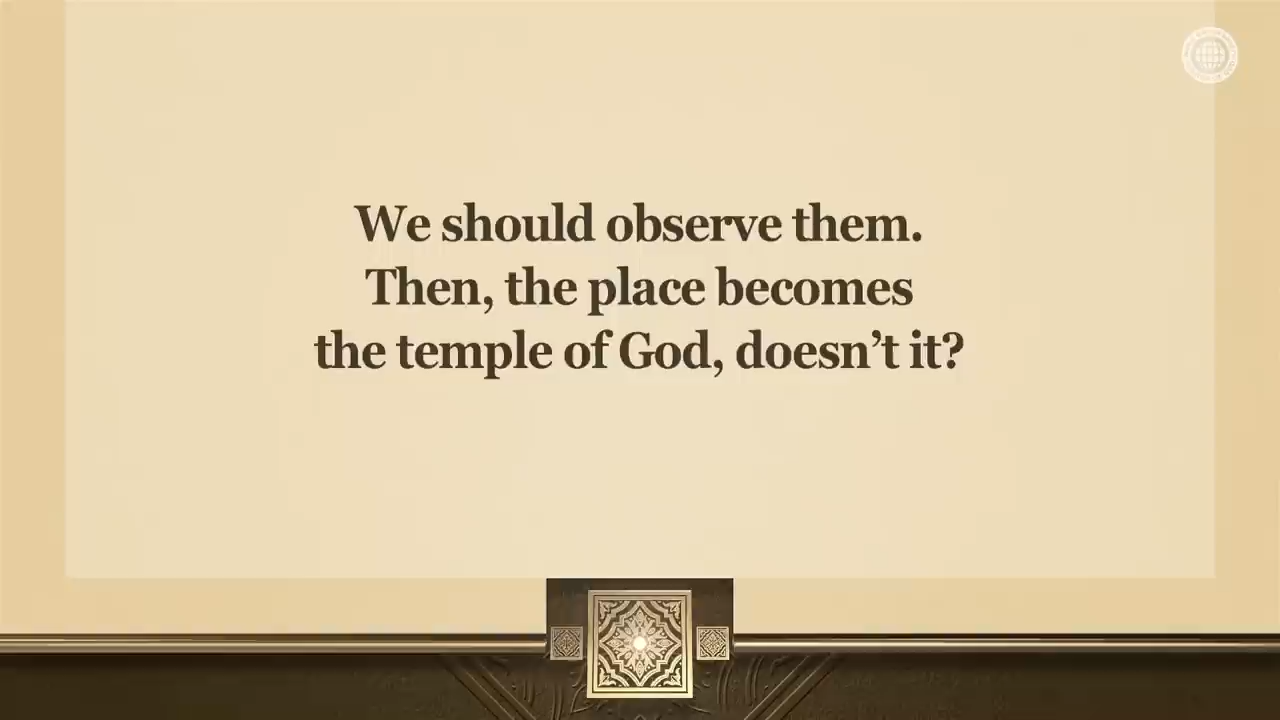 We should observe them.
Then, the place becomes
the temple of God, doesn’t it?